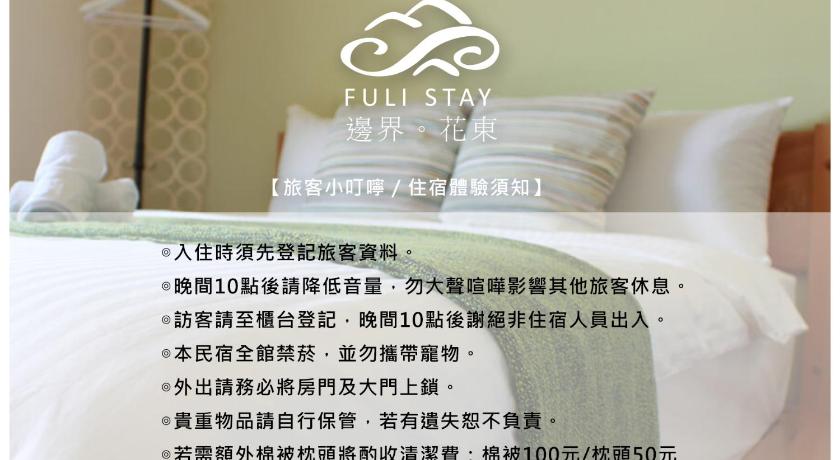 FULI STAY
邊界。花東
【旅客小叮嚀 / 住宿體驗須知】
◎入住時須先登記旅客資料。
◎晚間10點後請降低音量，勿大聲喧嘩影響其他旅客休息。
◎訪客請至櫃台登記，晚間10點後謝絕非住宿人員出入。
◎本民宿全館禁菸，並勿攜帶寵物。
◎外出請務必將房門及大門上鎖。
◎貴重物品請自行保管，若有遺失恕不負責。
◎若需額外棉被枕頭將酌收清潔費：棉被100元/枕頭50元